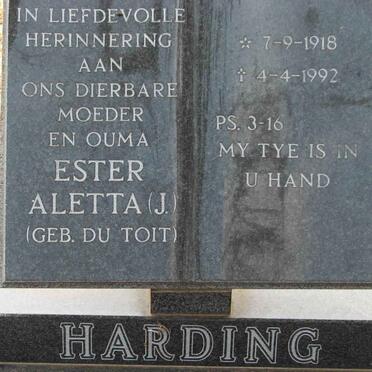 IN LIEFDEVOLLE
HERINNERING
AAN
ONS DIERBARE
MOEDER
EN OUMA
ESTER
ALETTA (J.)
(GEB. DU TOIT)
☆ 7-9-1918
† 4-4-1992
PS. 3-16
MY TYE IS IN
U HAND
HARDING